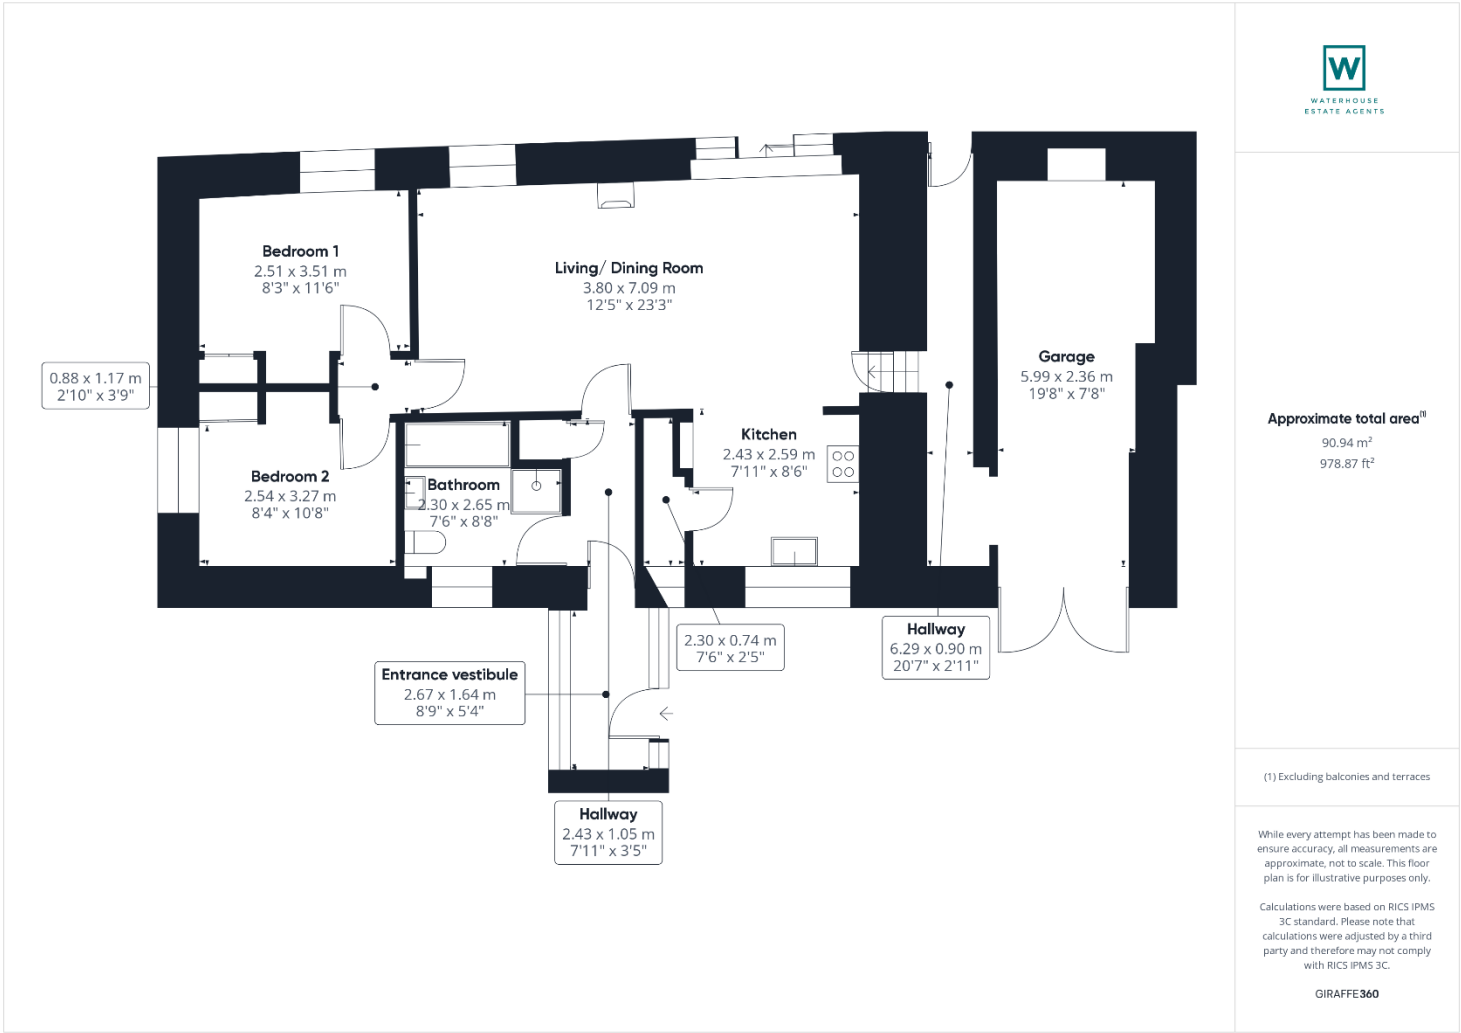 W
WATERHOUSE
ESTATE AGENTS
Bedroom 1
2.51 x 3.51 m
8'3" x 11'6"
Living/ Dining Room
3.80 x 7.09 m
12'5" x 23'3"
0.88 x 1.17 m
2'10" x 3'9"
Garage
5.99 x 2.36 m
19'8" x 7'8"
Kitchen
2.43 x 2.59 m
7'11" x 8'6"
Bedroom 2
2.54 x 3.27 m
8'4" x 10'8"
Bathroom
2.30 x 2.65 m
7'6" x 8'8"
2.30 x 0.74 m
7'6" x 2'5"
Hallway
6.29 x 0.90 m
20'7" x 2'11"
Entrance vestibule
2.67 x 1.64 m
8'9" x 5'4"
Hallway
2.43 x 1.05 m
7'11" x 3'5"
Approximate total area(1)
90.94 m²
978.87 ft²
(1) Excluding balconies and terraces
While every attempt has been made to
ensure accuracy, all measurements are
approximate, not to scale. This floor
plan is for illustrative purposes only.
Calculations were based on RICS IPMS
3C standard. Please note that
calculations were adjusted by a third
party and therefore may not comply
with RICS IPMS 3C.
GIRAFFE360